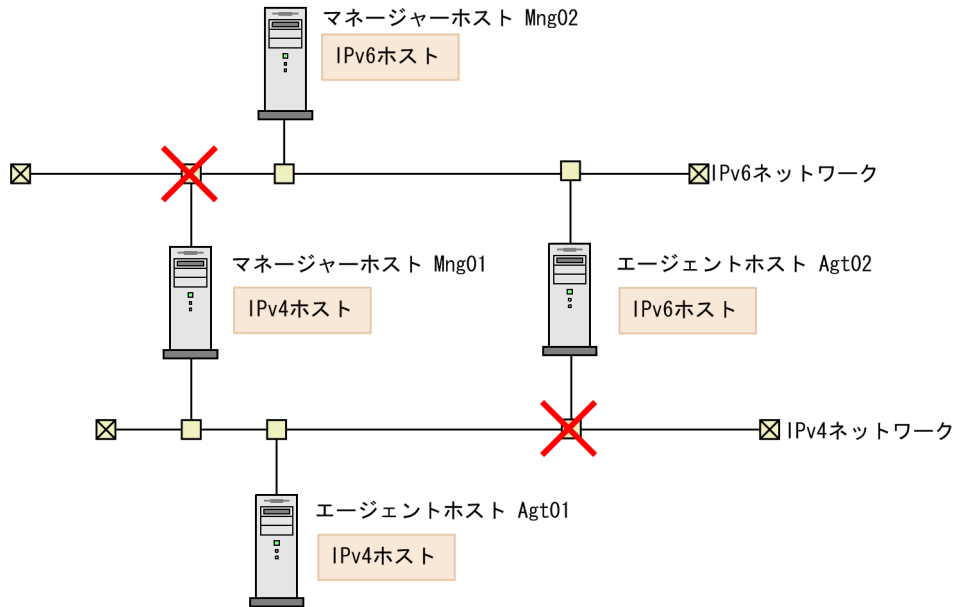 マネージャーホスト Mng02
IPv6ホスト
IPv6ネットワーク
マネージャーホスト Mng01
IPv4ホスト
エージェントホスト Agt02
IPv6ホスト
IPv4ネットワーク
エージェントホスト Agt01
IPv4ホスト